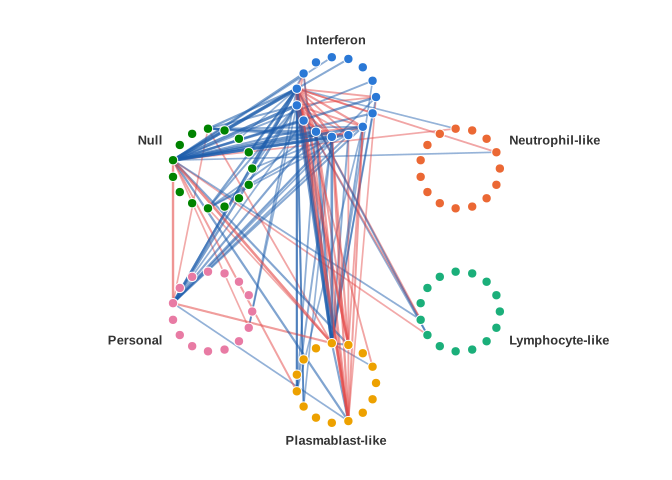 Interferon
Null
Neutrophil-like
Personal
Lymphocyte-like
Plasmablast-like